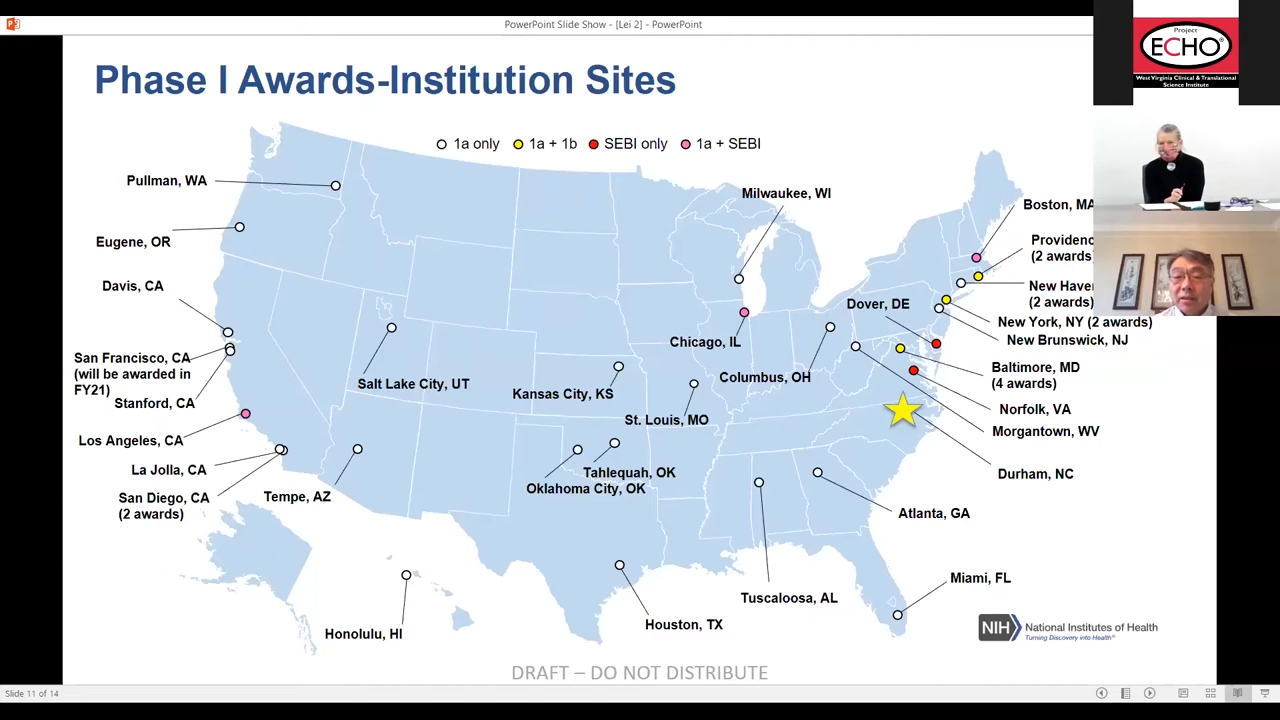 PowerPoint Slide Show - [Lei 2] - PowerPoint
Project
ECHO®
West Virginia Clinical & Translational
Science Institute
Phase I Awards-Institution Sites
1a only
1a + 1b
SEBI only
1a + SEBI
Pullman, WA
Milwaukee, WI
Boston, MA
Eugene, OR
Providenc
(2 awards)
Davis, CA
New Haven
(2 awards)
Dover, DE
New York, NY (2 awards)
New Brunswick, NJ
San Francisco, CA
(will be awarded in
FY21)
Chicago, IL
Salt Lake City, UT
Columbus, OH
Baltimore, MD
(4 awards)
Kansas City, KS
Stanford, CA
Norfolk, VA
St. Louis, MO
Morgantown, WV
Los Angeles, CA
La Jolla, CA
Tahlequah, OK
Durham, NC
Oklahoma City, OK
San Diego, CA
(2 awards)
Tempe, AZ
Atlanta, GA
Miami, FL
Tuscaloosa, AL
Houston, TX
Honolulu, HI
NIH
National Institutes of Health
Turning Discovery into Health®
DRAFT – DO NOT DISTRIBUTE
Slide 11 of 14